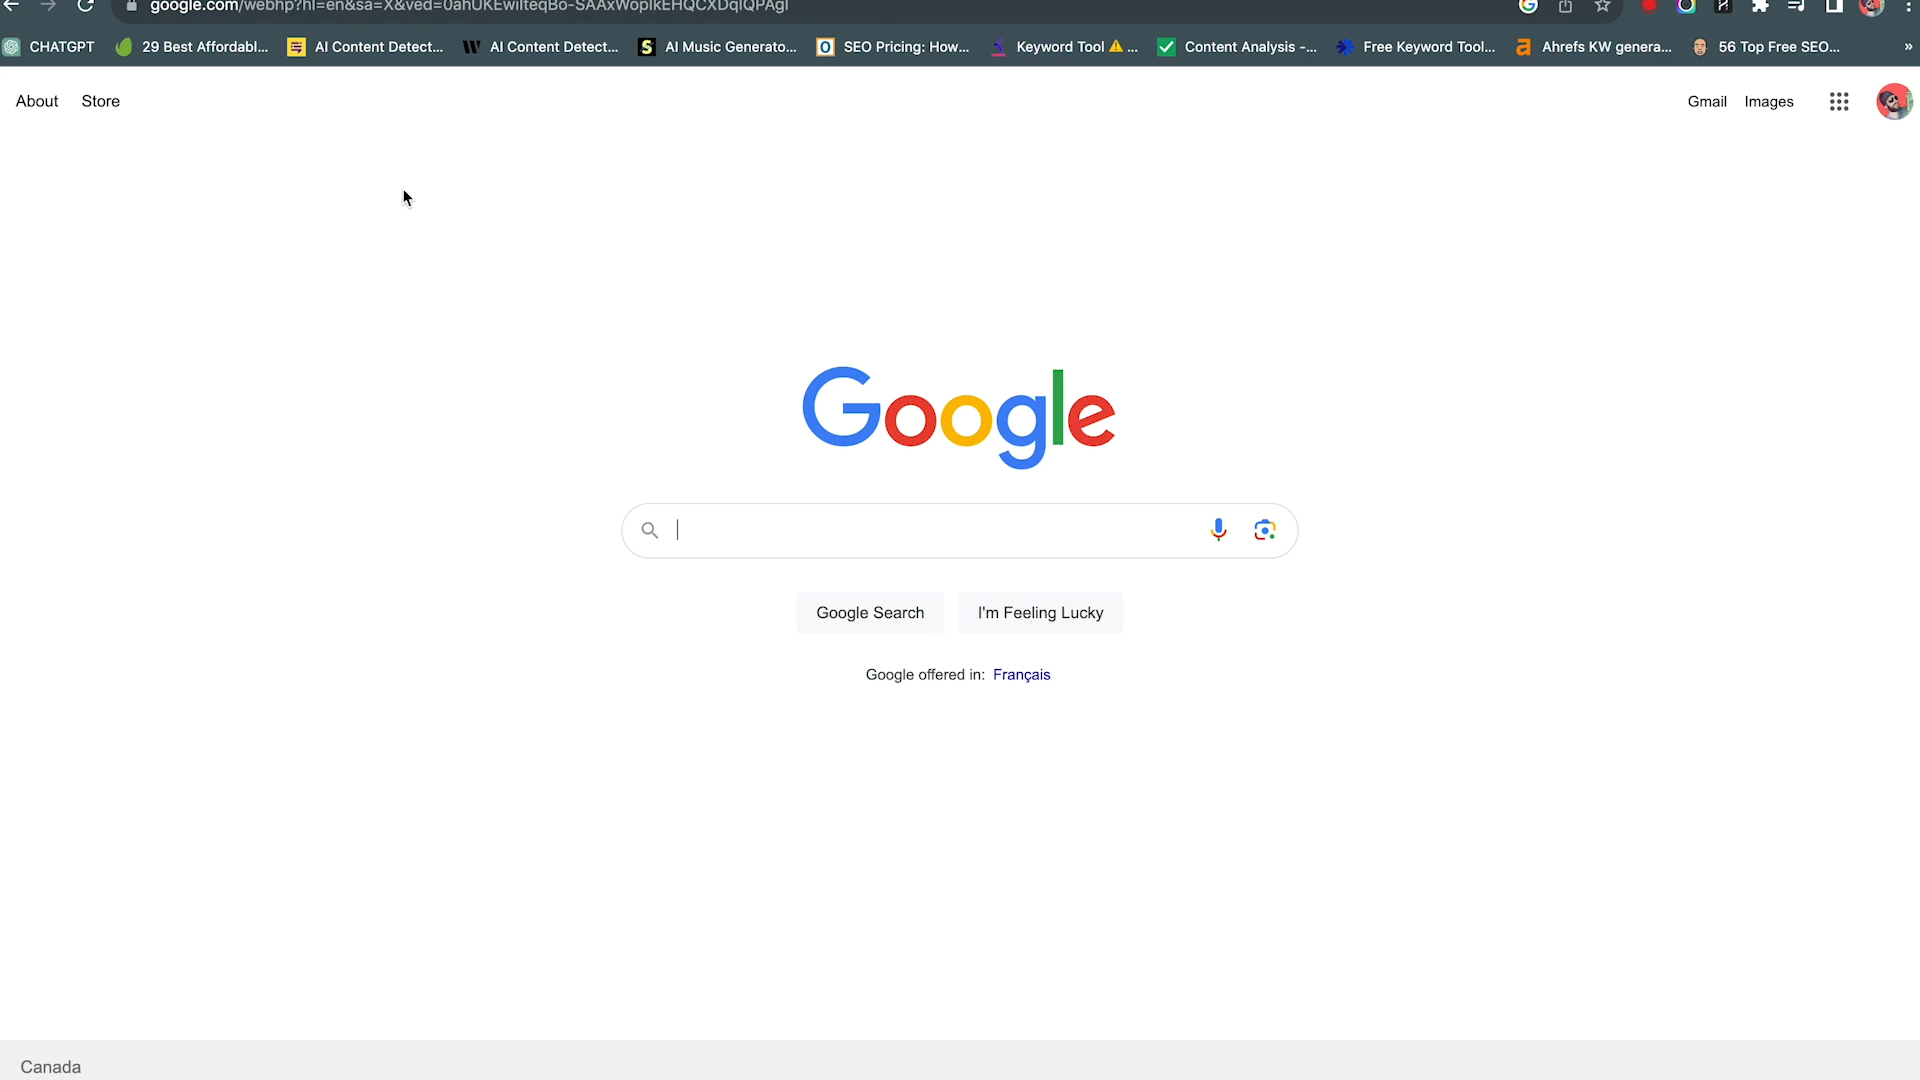 google.com/webhp?hl=en&sa=X&ved=0ahUKEwilteqBo-SAAxWoplkEHQCXDqlQPAgI
CHATGPT 29 Best Affordabl... AI Content Detect... AI Content Detect... AI Music Generato... SEO Pricing: How... Keyword Tool ⚠ ... Content Analysis -... Free Keyword Tool... Ahrefs KW genera... 56 Top Free SEO... »
About Store Gmail Images
Google
Google Search I'm Feeling Lucky
Google offered in: Français
Canada